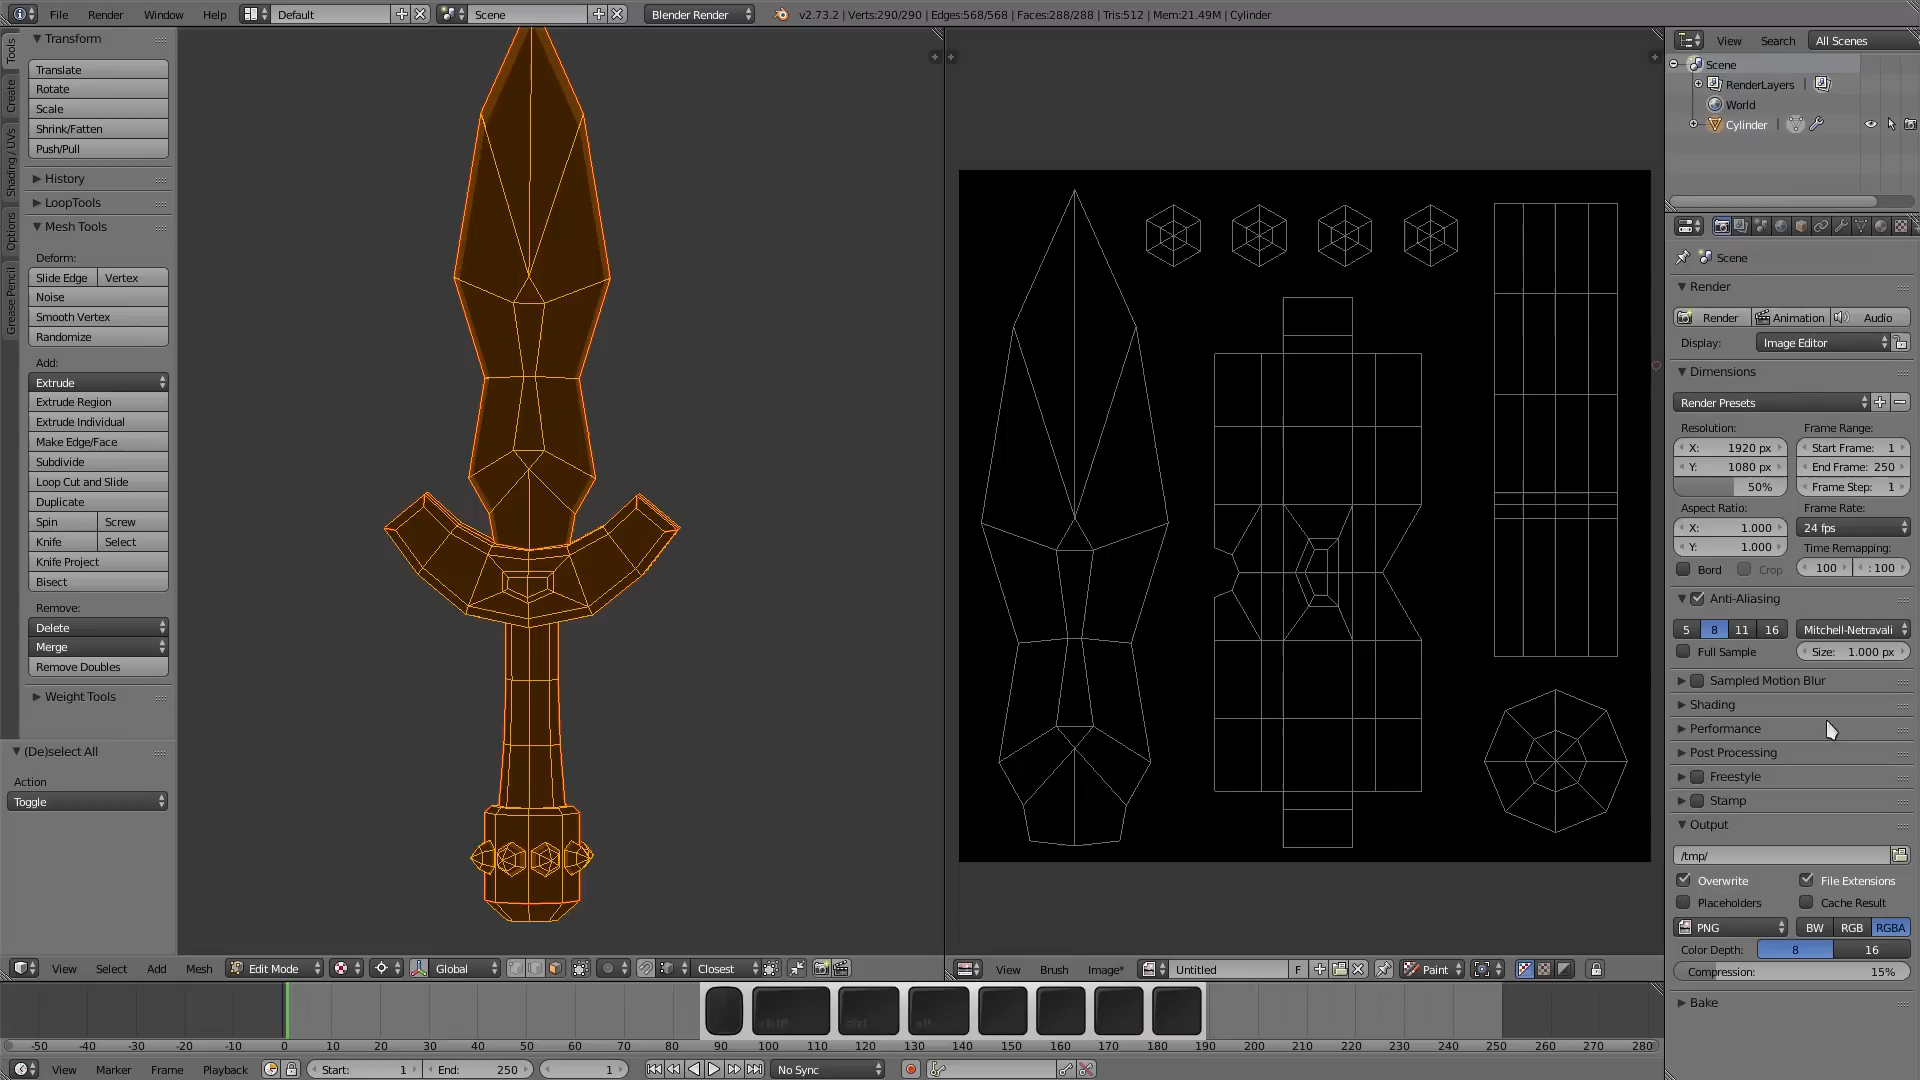 File Render Window Help Default Scene Blender Render v2.73.2 | Verts:290/290 | Edges:568/568 | Faces:288/288 | Tris:512 | Mem:21.49M | Cylinder
Tools
Create
Shading / UVs
Options
Grease Pencil
Transform
Translate
Rotate
Scale
Shrink/Fatten
Push/Pull
History
LoopTools
Mesh Tools
Deform:
Slide Edge Vertex
Noise
Smooth Vertex
Randomize
Add:
Extrude
Extrude Region
Extrude Individual
Make Edge/Face
Subdivide
Loop Cut and Slide
Duplicate
Spin Screw
Knife Select
Knife Project
Bisect
Remove:
Delete
Merge
Remove Doubles
Weight Tools
(De)select All
Action
Toggle
View Select Add Mesh Edit Mode Global Closest
View Brush Image* Untitled F Paint
shift ctrl alt
-50 -40 -30 -20 -10 0 10 20 30 40 50 60 70 80 90 100 110 120 130 140 150 160 170 180 190 200 210 220 230 240 250 260 270 280
View Marker Frame Playback Start: 1 End: 250 1 No Sync
View Search All Scenes
Scene
RenderLayers
World
Cylinder
Scene
Render
Render Animation Audio
Display: Image Editor
Dimensions
Render Presets
Resolution: Frame Range:
X: 1920 px Start Frame: 1
Y: 1080 px End Frame: 250
50% Frame Step: 1
Aspect Ratio: Frame Rate:
X: 1.000 24 fps
Y: 1.000 Time Remapping:
Bord Crop 100 : 100
Anti-Aliasing
5 8 11 16 Mitchell-Netravali
Full Sample Size: 1.000 px
Sampled Motion Blur
Shading
Performance
Post Processing
Freestyle
Stamp
Output
/tmp/
Overwrite File Extensions
Placeholders Cache Result
PNG BW RGB RGBA
Color Depth: 8 16
Compression: 15%
Bake